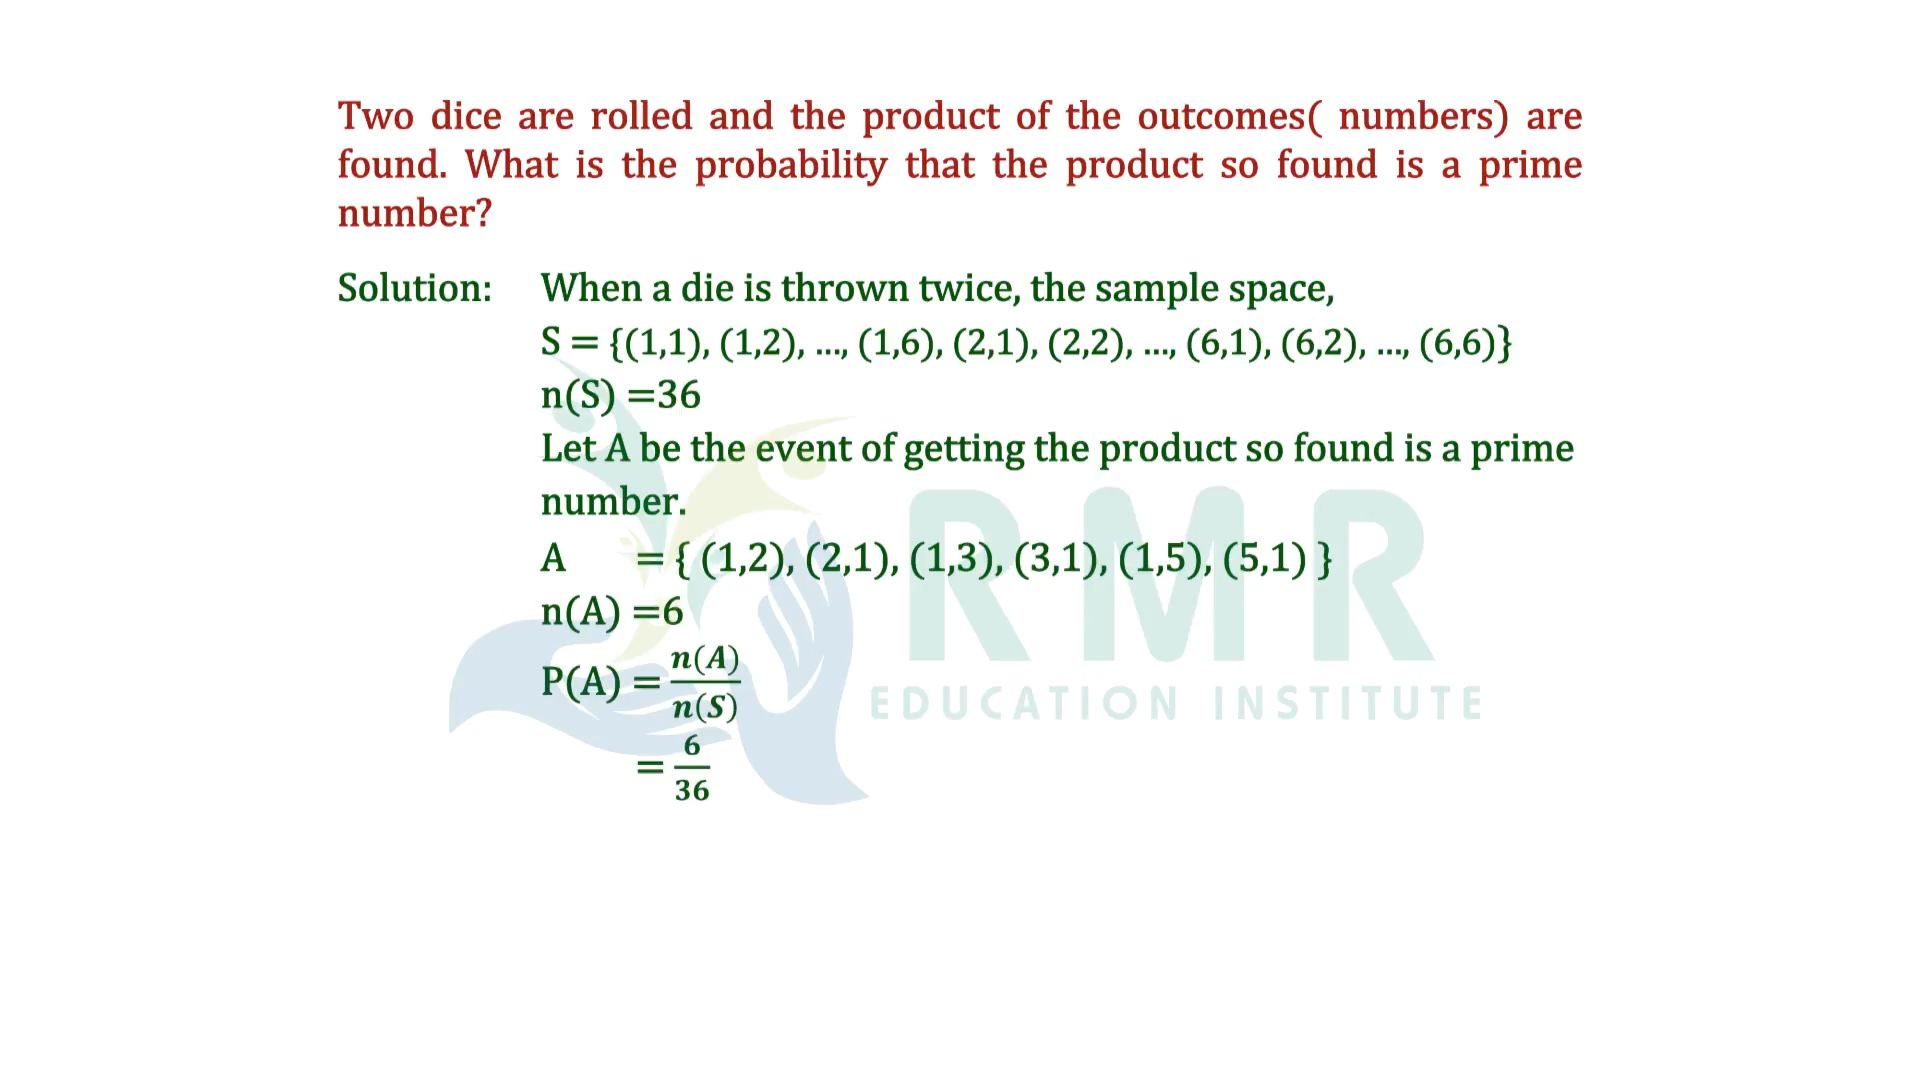 Two dice are rolled and the product of the outcomes( numbers) are
found. What is the probability that the product so found is a prime
number?
Solution: When a die is thrown twice, the sample space,
S = {(1,1), (1,2), ..., (1,6), (2,1), (2,2), ..., (6,1), (6,2), ..., (6,6)}
n(S) =36
Let A be the event of getting the product so found is a prime
number.
A = { (1,2), (2,1), (1,3), (3,1), (1,5), (5,1) }
n(A) =6
P(A) = n(A)/n(S)
= 6/36
RMR
EDUCATION INSTITUTE